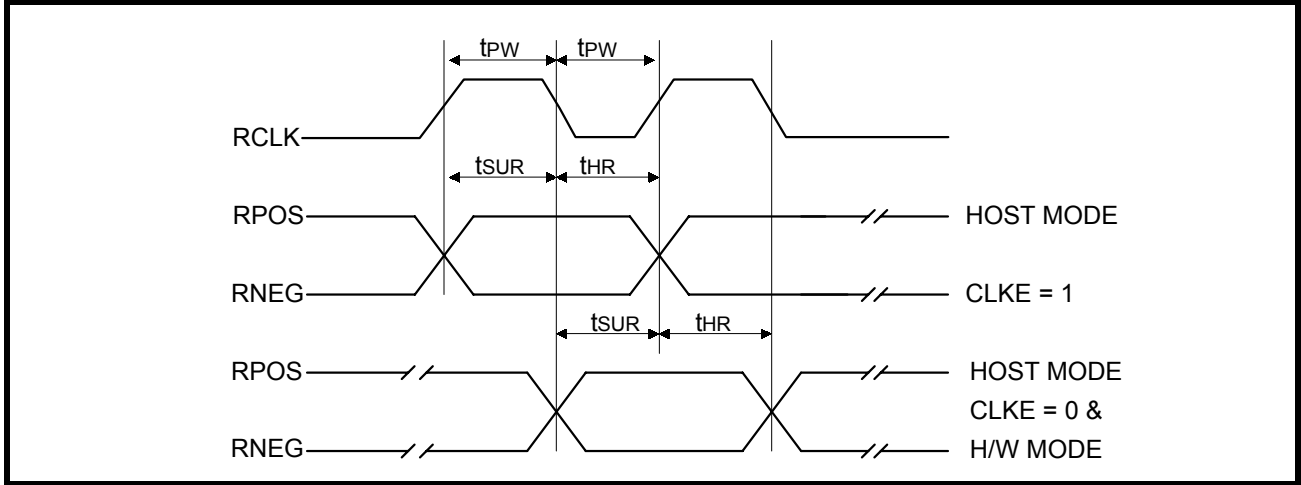 tPW tPW
RCLK
tSUR tHR
RPOS HOST MODE
RNEG CLKE = 1
tSUR tHR
RPOS HOST MODE
CLKE = 0 &
RNEG H/W MODE